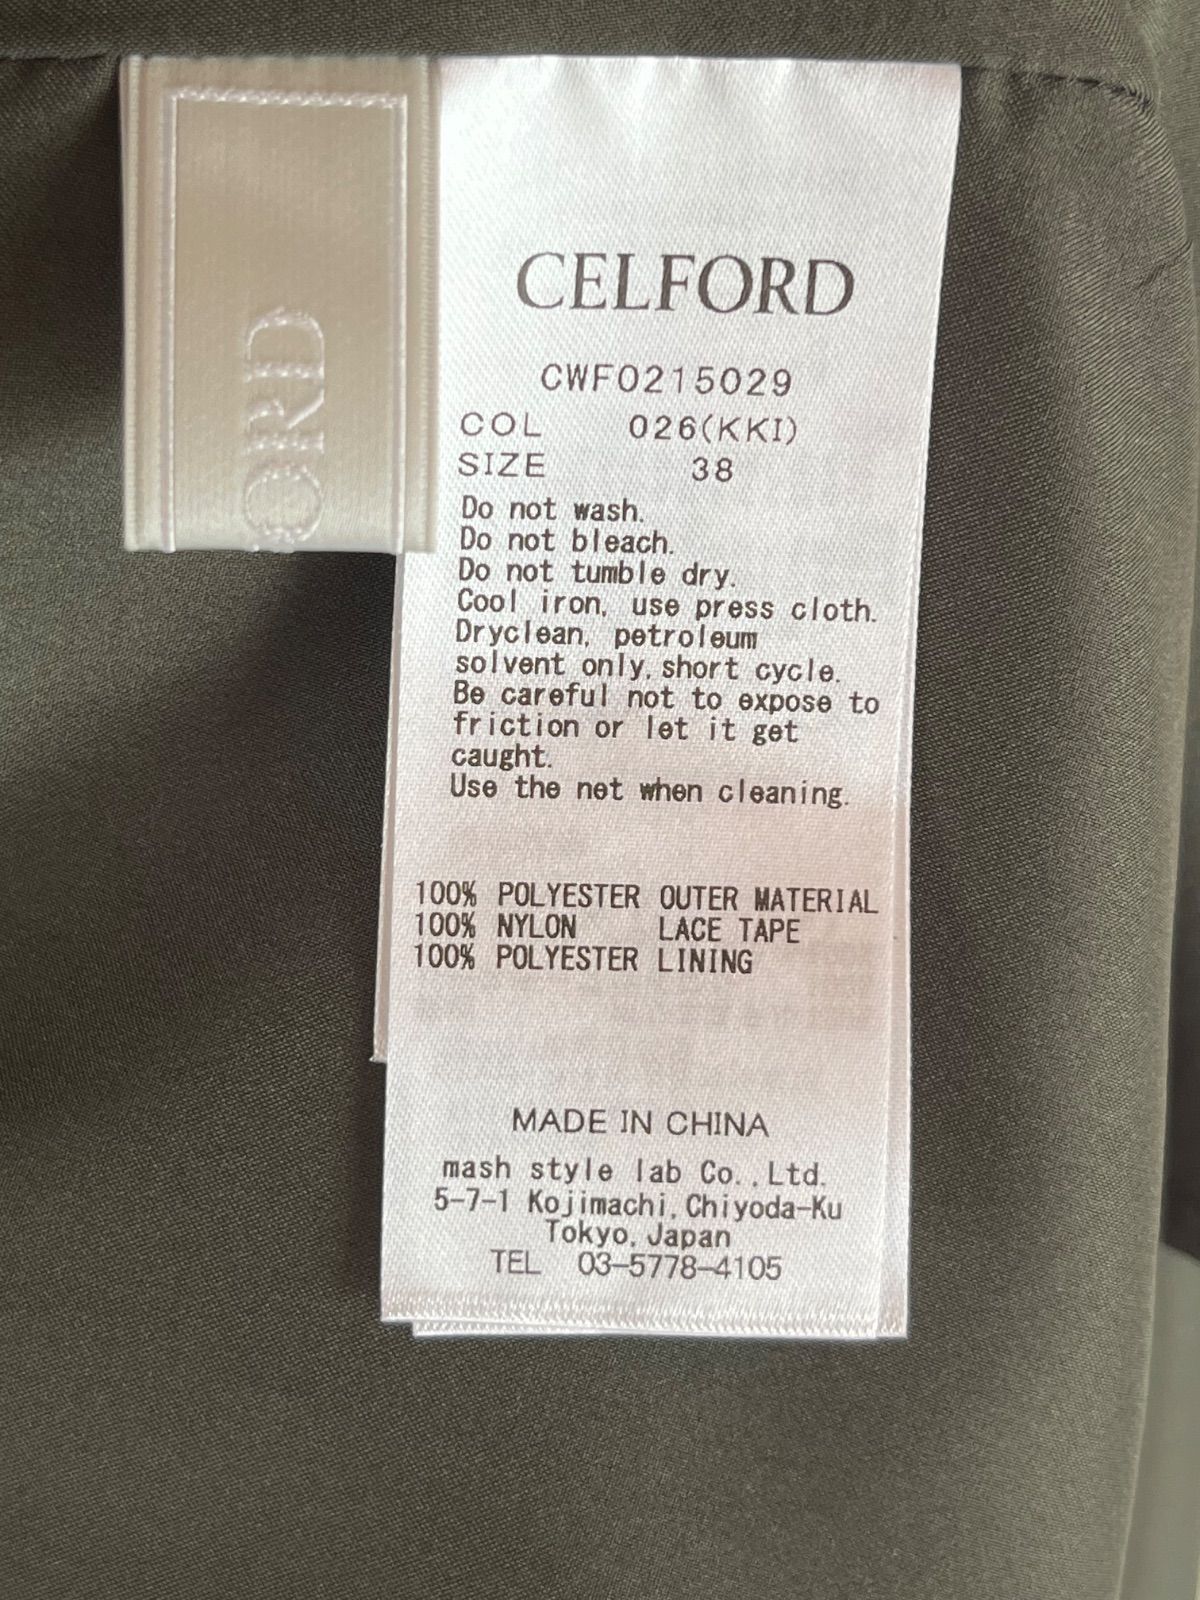 ORD
CELFORD
CWF0215029
COL 026(KKI)
SIZE 38
Do not wash.
Do not bleach.
Do not tumble dry.
Cool iron, use press cloth.
Dryclean, petroleum
solvent only, short cycle.
Be careful not to expose to
friction or let it get
caught.
Use the net when cleaning.
100% POLYESTER OUTER MATERIAL
100% NYLON LACE TAPE
100% POLYESTER LINING
MADE IN CHINA
mash style lab Co.,Ltd.
5-7-1 Kojimachi, Chiyoda-Ku
Tokyo, Japan
TEL 03-5778-4105